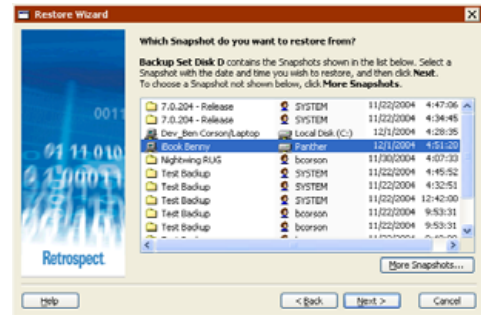 Restore Wizard
Which Snapshot do you want to restore from?
Backup Set Disk D contains the Snapshots shown in the list below. Select a
Snapshot with the date and time you wish to restore, and then click Next.
To choose a Snapshot not shown below, click More Snapshots.
7.0.204 - Release SYSTEM 11/22/2004 4:47:06
7.0.204 - Release SYSTEM 11/22/2004 4:34:45
Dev_Ben Corson/Laptop Local Disk (C:) 12/1/2004 4:28:35
iBook Benny Panther 12/1/2004 4:51:20
Nightwing RUG bcorson 11/30/2004 4:07:33
Test Backup SYSTEM 11/22/2004 4:45:52
Test Backup SYSTEM 11/22/2004 4:32:51
Test Backup SYSTEM 11/22/2004 12:42:00
Test Backup bcorson 11/22/2004 9:53:31
Test Backup bcorson 11/22/2004 9:53:31
Retrospect
More Snapshots...
Help
< Back
Next >
Cancel